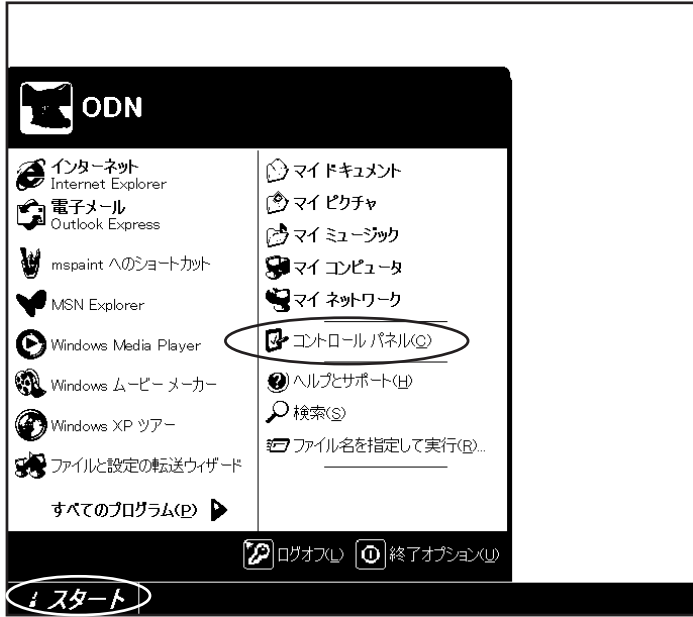 ODN
インターネット
Internet Explorer
電子メール
Outlook Express
mspaint へのショートカット
MSN Explorer
Windows Media Player
Windows ムービー メーカー
Windows XP ツアー
ファイルと設定の転送ウィザード
すべてのプログラム(P)
マイ ドキュメント
マイ ピクチャ
マイ ミュージック
マイ コンピュータ
マイ ネットワーク
コントロール パネル(C)
ヘルプとサポート(H)
検索(S)
ファイル名を指定して実行(R)...
ログオフ(L) 終了オプション(U)
スタート